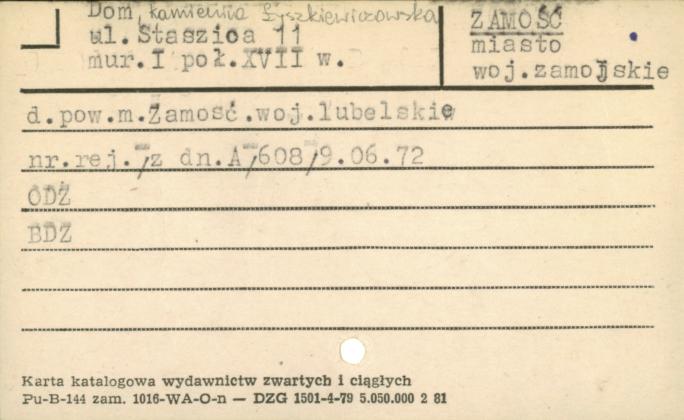 Dom, kamienica Łyszkiewiczowska
ul.Staszica 11
mur.I poł.XVII w.
ZAMOŚĆ
miasto
woj.zamojskie
d.pow.m.Zamość.woj.lubelskie
nr.rej./z dn.A/608/9.06.72
ODZ
BDZ
Karta katalogowa wydawnictw zwartych i ciągłych
Pu-B-144 zam. 1016-WA-O-n — DZG 1501-4-79 5.050.000 2 81